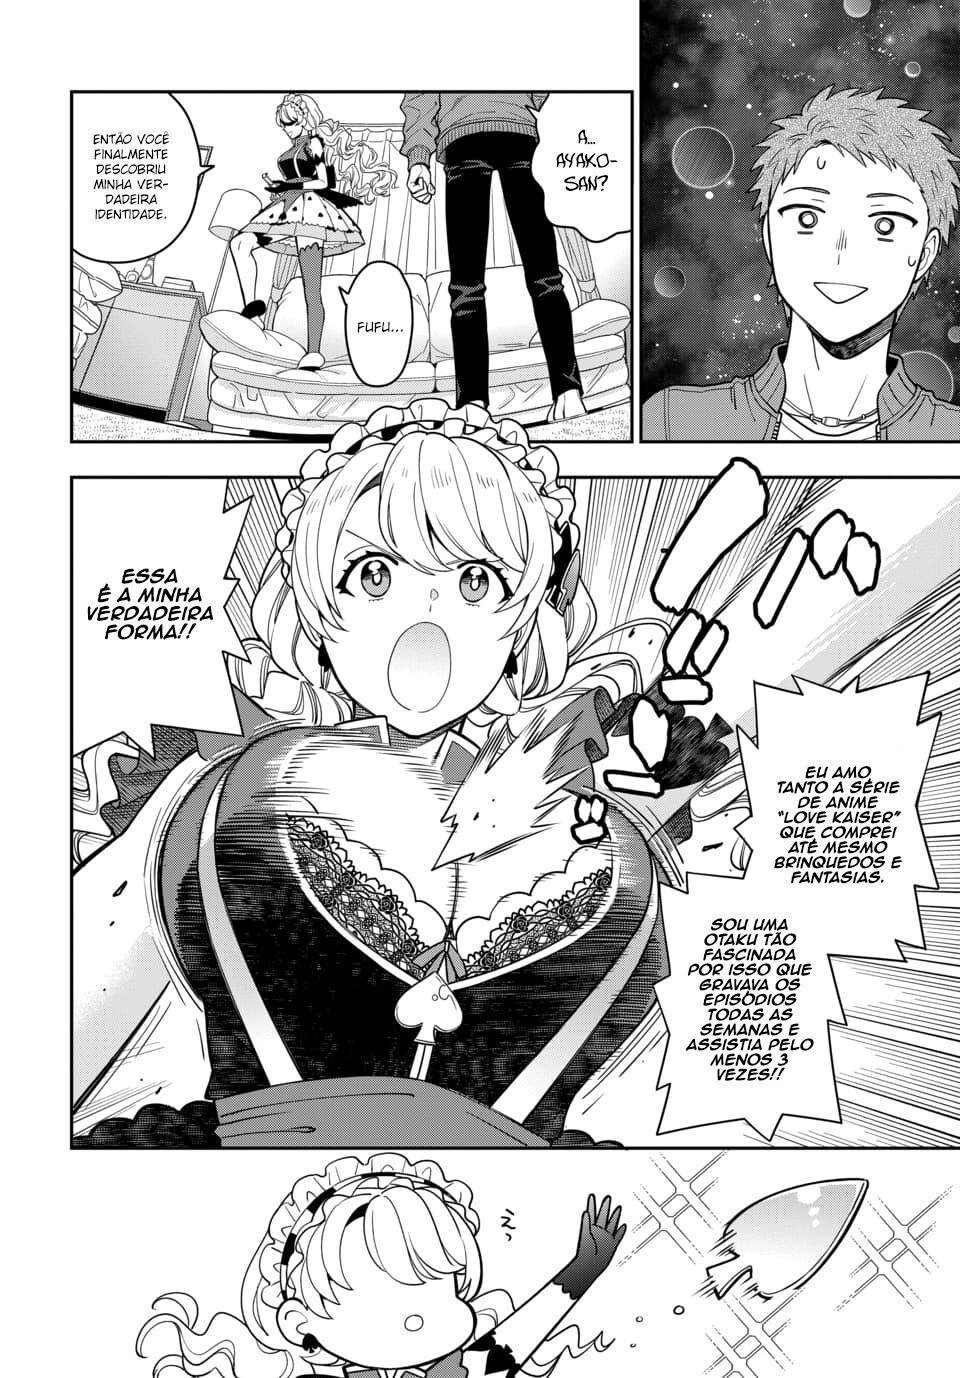 A...
AYAKO-
SAN?
FUFU...
ENTÃO VOCÊ
FINALMENTE
DESCOBRIU
MINHA VER-
DADEIRA
IDENTIDADE.
ESSA
É A MINHA
VERDADEIRA
FORMA!!
EU AMO
TANTO A SÉRIE
DE ANIME
“LOVE KAISER”
QUE COMPREI
ATÉ MESMO
BRINQUEDOS E
FANTASIAS.
SOU UMA
OTAKU TÃO
FASCINADA
POR ISSO QUE
GRAVAVA OS
EPISÓDIOS
TODAS AS
SEMANAS E
ASSISTIA PELO
MENOS 3
VEZES!!
えっ